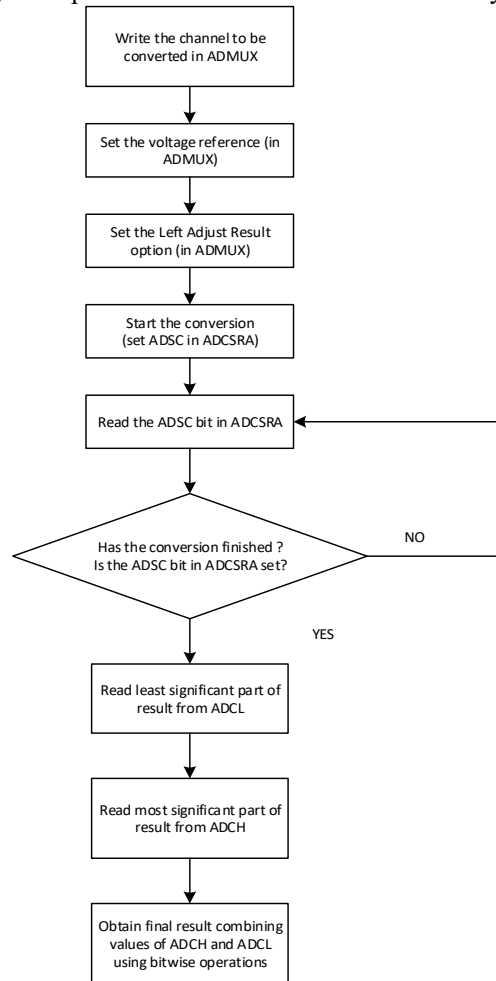 Write the channel to be
converted in ADMUX
Set the voltage reference (in
ADMUX)
Set the Left Adjust Result
option (in ADMUX)
Start the conversion
(set ADSC in ADCSRA)
Read the ADSC bit in ADCSRA
Has the conversion finished ?
Is the ADSC bit in ADCSRA set?
NO
YES
Read least significant part of
result from ADCL
Read most significant part of
result from ADCH
Obtain final result combining
values of ADCH and ADCL
using bitwise operations